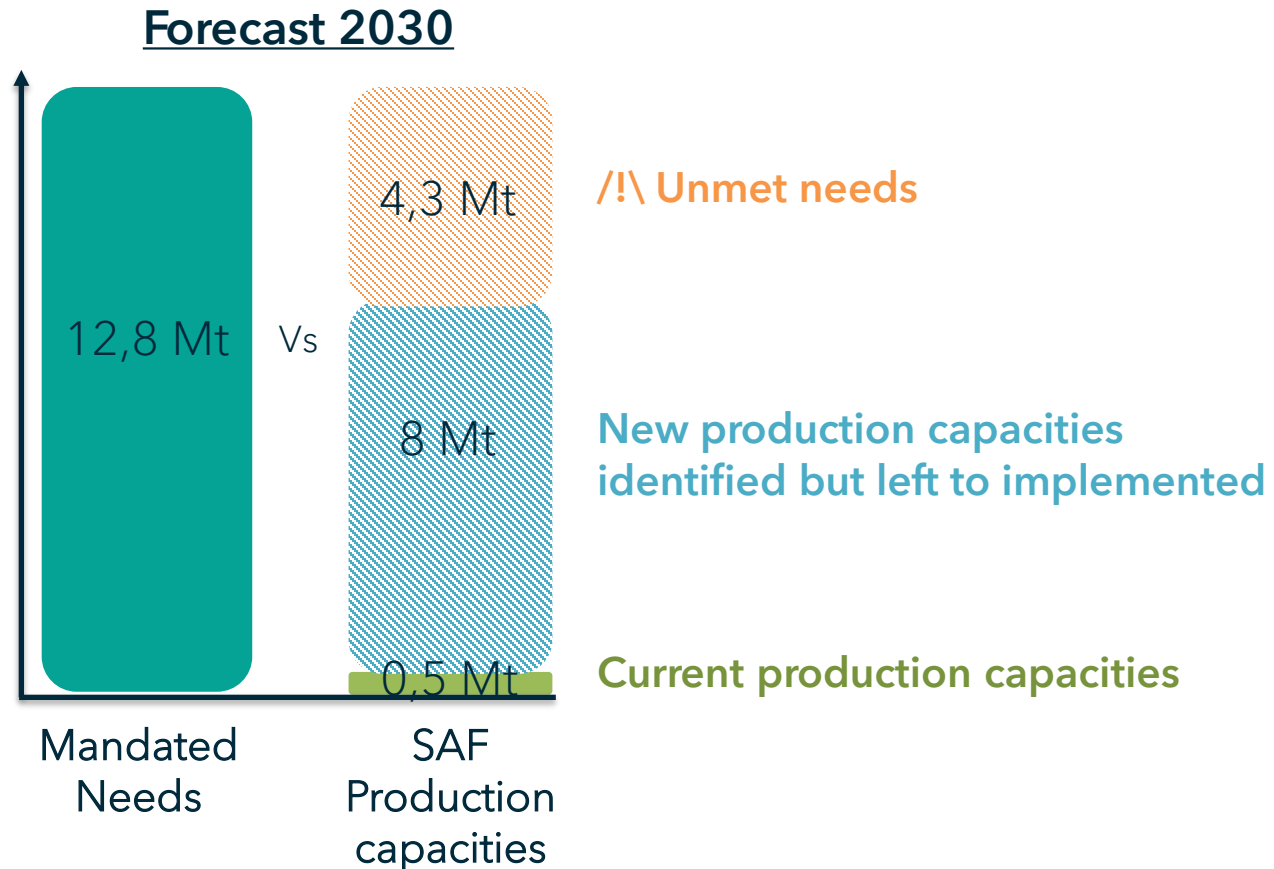 Forecast 2030
4,3 Mt
/!\ Unmet needs
12,8 Mt
Vs
8 Mt
New production capacities
identified but left to implemented
0,5 Mt
Current production capacities
Mandated
Needs
SAF
Production
capacities